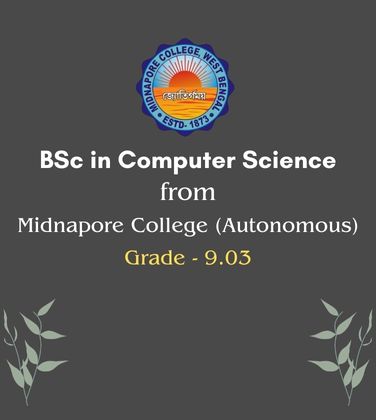 MIDNAPORE COLLEGE, WEST BENGAL
জ্যোতির্গময়
• ESTD- 1873 •
BSc in Computer Science
from
Midnapore College (Autonomous)
Grade - 9.03